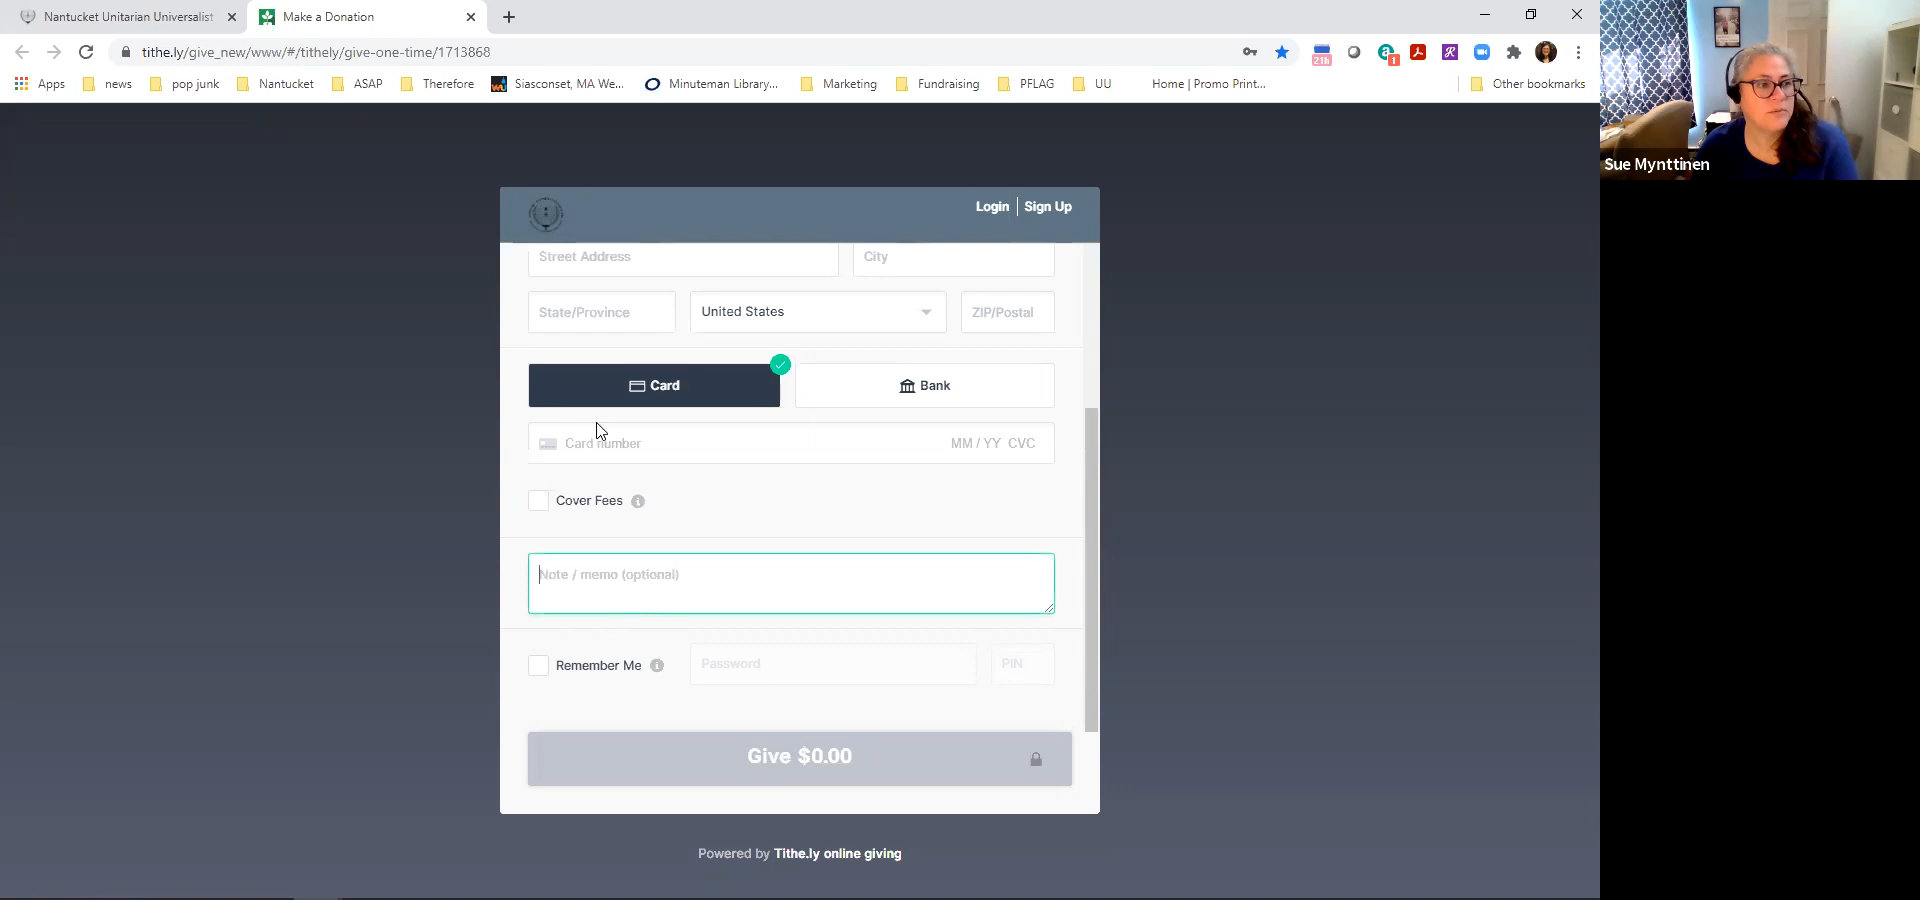 Nantucket Unitarian Universalist
Make a Donation
tithe.ly/give_new/www/#/tithely/give-one-time/1713868
21h
1
Apps
news
pop junk
Nantucket
ASAP
Therefore
Siasconset, MA We...
Minuteman Library...
Marketing
Fundraising
PFLAG
UU
Home | Promo Print...
Other bookmarks
Sue Mynttinen
Login | Sign Up
Street Address
City
State/Province
United States
ZIP/Postal
Card
Bank
Card number
MM / YY CVC
Cover Fees
Note / memo (optional)
Remember Me
Password
PIN
Give $0.00
Powered by Tithe.ly online giving